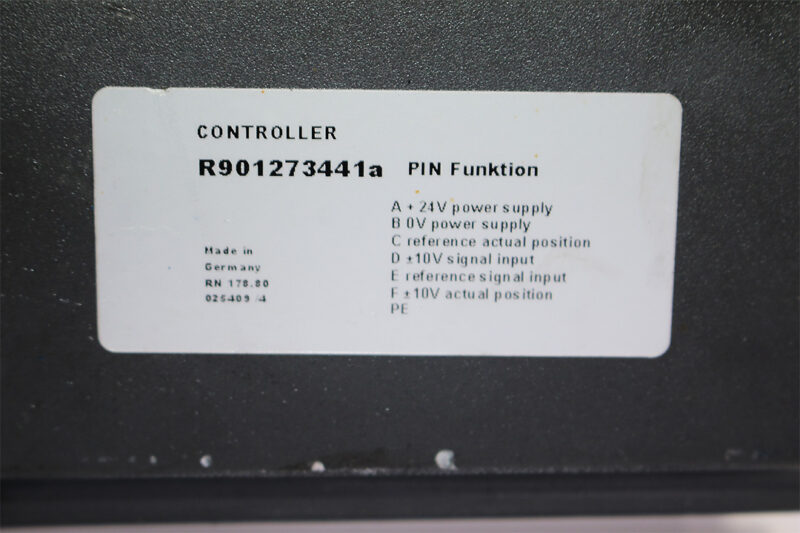 CONTROLLER
R901273441a PIN Funktion
A + 24V power supply
B 0V power supply
C reference actual position
D ±10V signal input
E reference signal input
F ±10V actual position
PE
Made in
Germany
RN 178.80
025409 /4